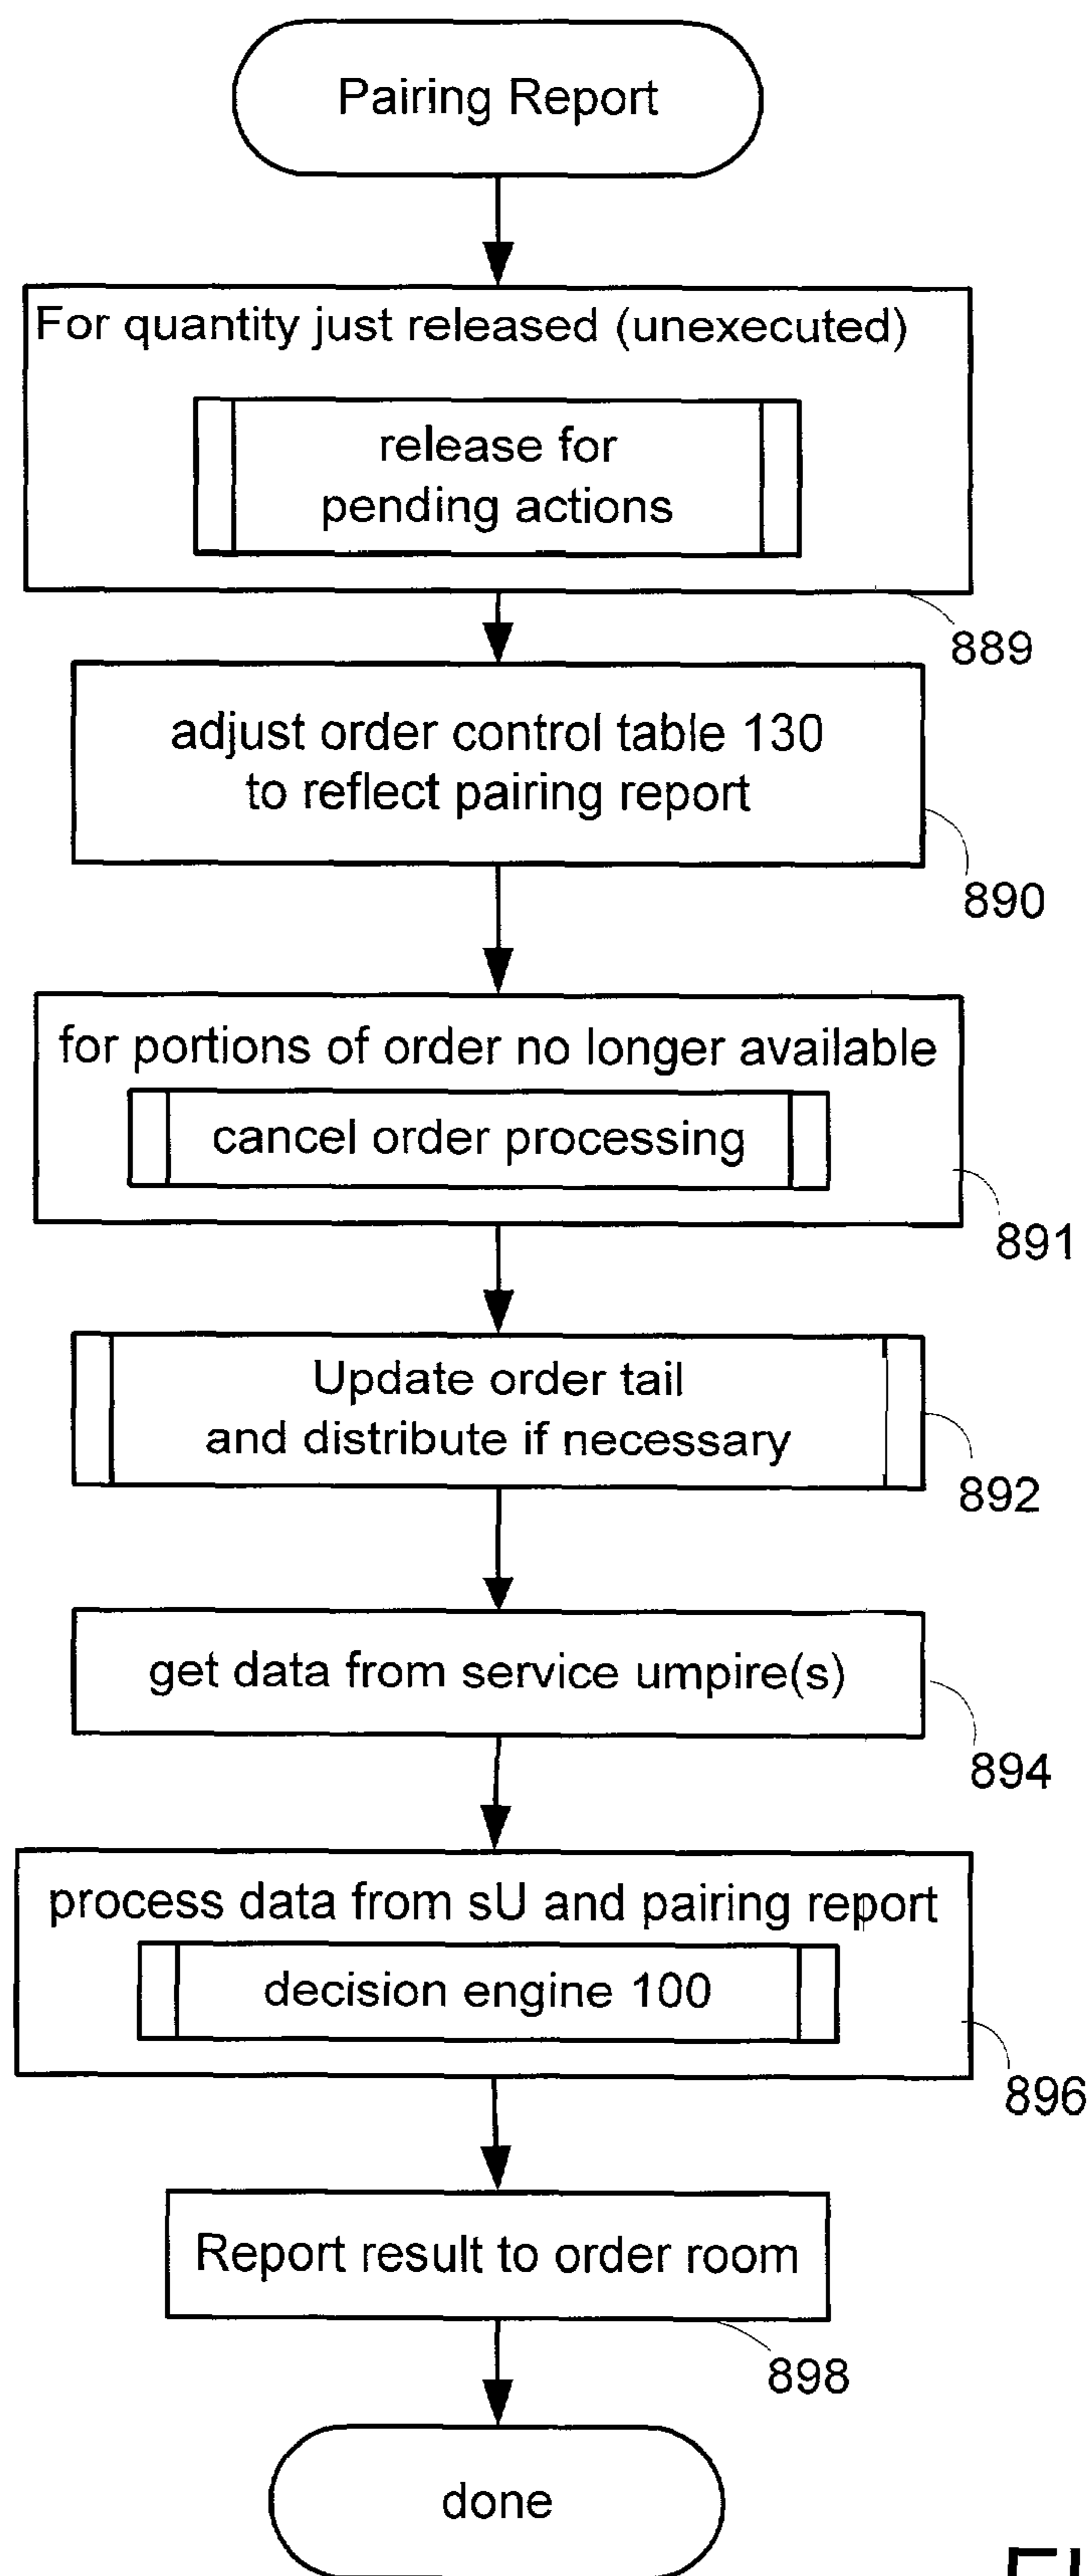 Pairing Report
For quantity just released (unexecuted)
release for
pending actions
889
adjust order control table 130
to reflect pairing report
890
for portions of order no longer available
cancel order processing
891
Update order tail
and distribute if necessary
892
get data from service umpire(s)
894
process data from sU and pairing report
decision engine 100
896
Report result to order room
898
done